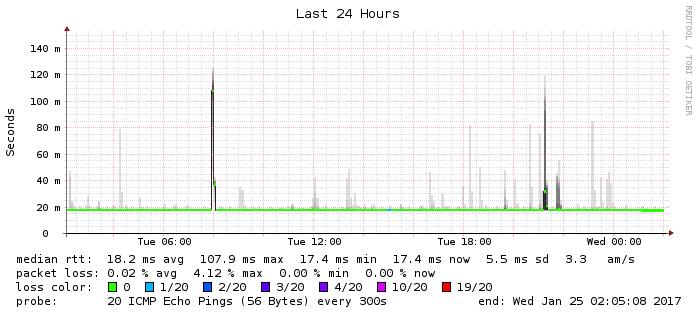 Last 24 Hours
RRDTOOL / TOBI OETIKER
Seconds
140 m
120 m
100 m
80 m
60 m
40 m
20 m
0
Tue 06:00 Tue 12:00 Tue 18:00 Wed 00:00
median rtt: 18.2 ms avg 107.9 ms max 17.4 ms min 17.4 ms now 5.5 ms sd 3.3 am/s
packet loss: 0.02 % avg 4.12 % max 0.00 % min 0.00 % now
loss color: 0 1/20 2/20 3/20 4/20 10/20 19/20
probe: 20 ICMP Echo Pings (56 Bytes) every 300s end: Wed Jan 25 02:05:08 2017